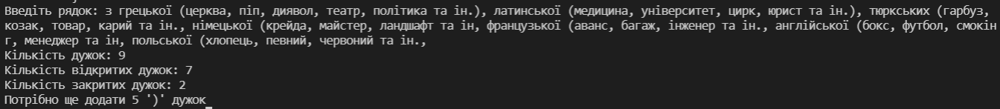 Введіть рядок: з грецької (церква, піп, диявол, театр, політика та ін.), латинської (медицина, університет, цирк, юрист та ін.), тюркських (гарбуз,
козак, товар, карий та ін., німецької (крейда, майстер, ландшафт та ін, французької (аванс, багаж, інженер та ін., англійської (бокс, футбол, смокін
г, менеджер та ін, польської (хлопець, певний, червоний та ін.,
Кількість дужок: 9
Кількість відкритих дужок: 7
Кількість закритих дужок: 2
Потрібно ще додати 5 ')' дужок